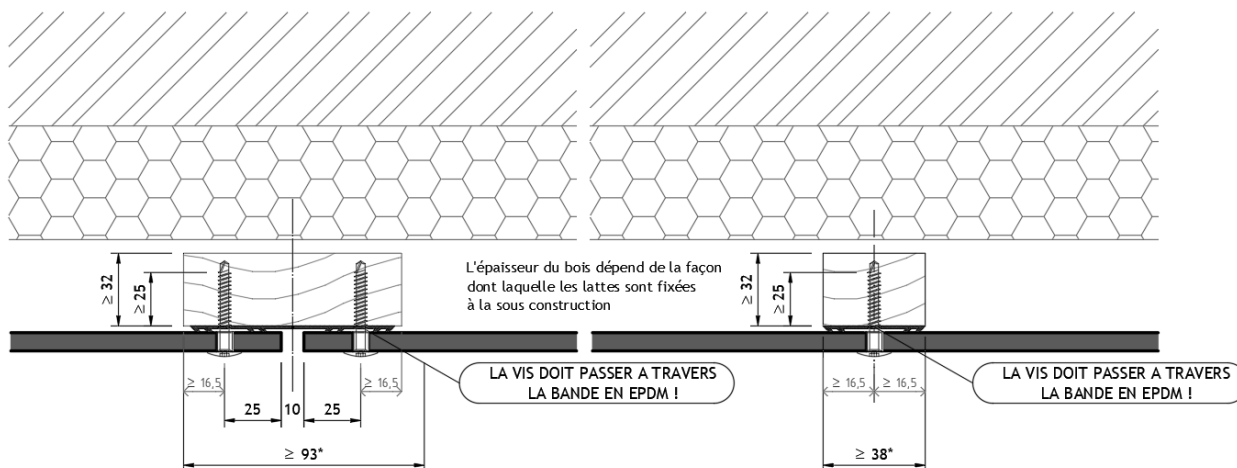 ≥ 32
≥ 25
L'épaisseur du bois dépend de la façon
dont laquelle les lattes sont fixées
à la sous construction
≥ 16,5
≥ 16,5
25
10
25
≥ 93*
LA VIS DOIT PASSER A TRAVERS
LA BANDE EN EPDM !
≥ 32
≥ 25
≥ 16,5
≥ 16,5
≥ 38*
LA VIS DOIT PASSER A TRAVERS
LA BANDE EN EPDM !